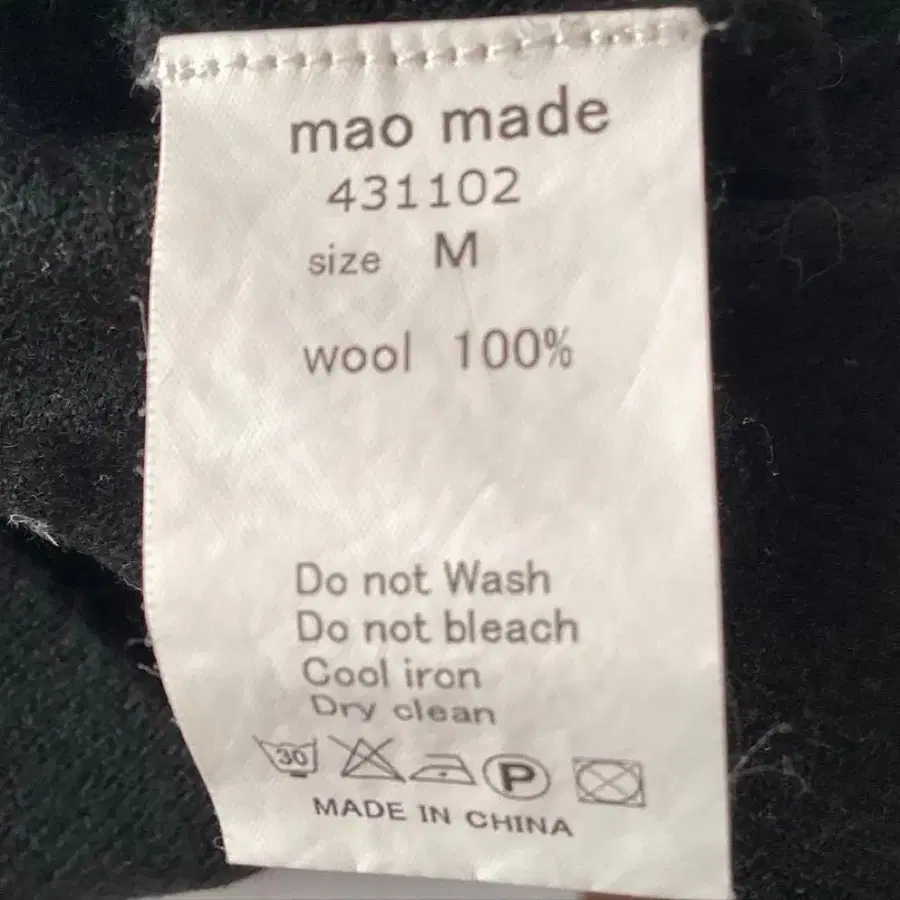 mao made
431102
size M
wool 100%
Do not Wash
Do not bleach
Cool iron
Dry clean
30 P
MADE IN CHINA